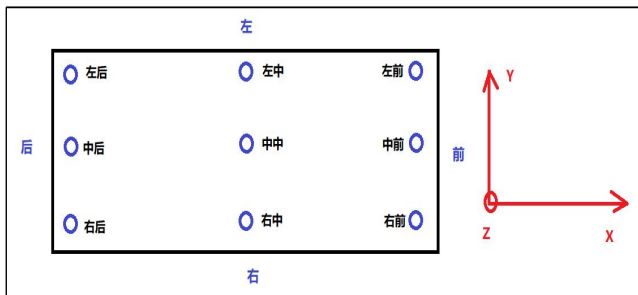 左
左后 左中 左前
Y
后 中后 中中 中前 前
右后 右中 右前
Z X
右